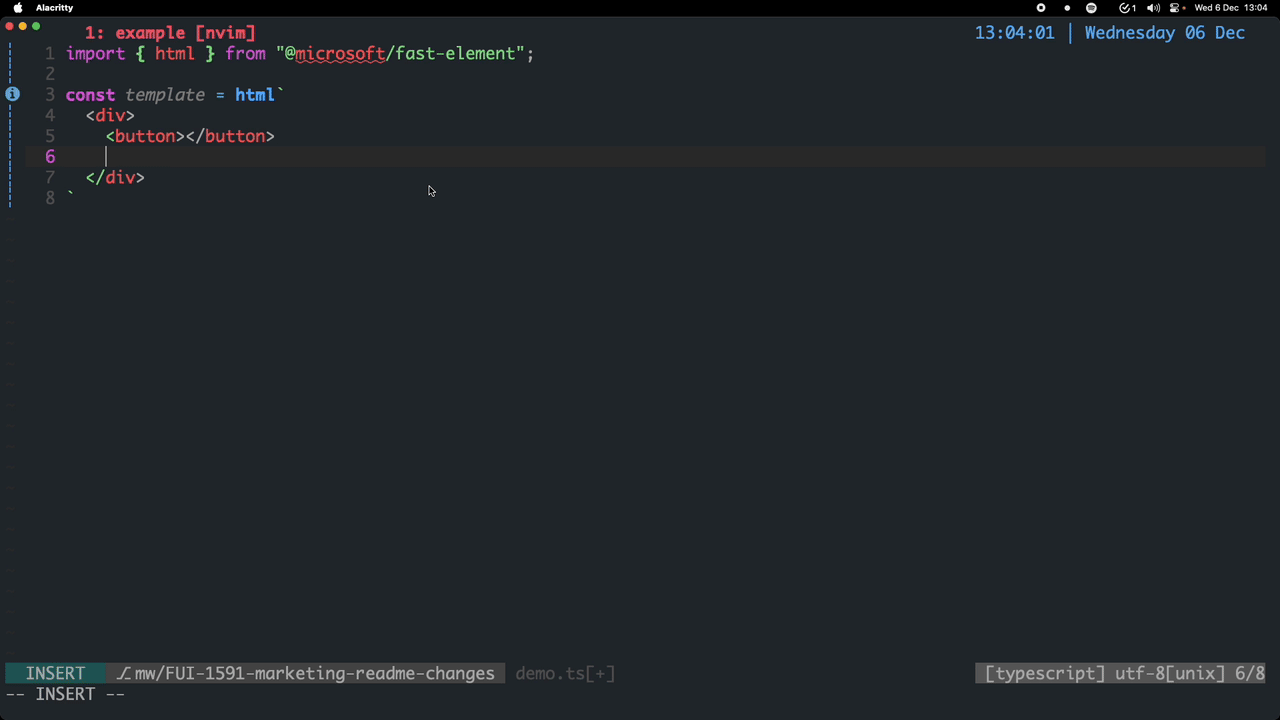 Alacritty 1 Wed 6 Dec 13:04
1: example [nvim] 13:04:01 | Wednesday 06 Dec
1 import { html } from "@microsoft/fast-element";
2
3 const template = html`
4 <div>
5 <button></button>
6
7 </div>
8 `
INSERT mw/FUI-1591-marketing-readme-changes demo.ts[+] [typescript] utf-8[unix] 6/8
-- INSERT --